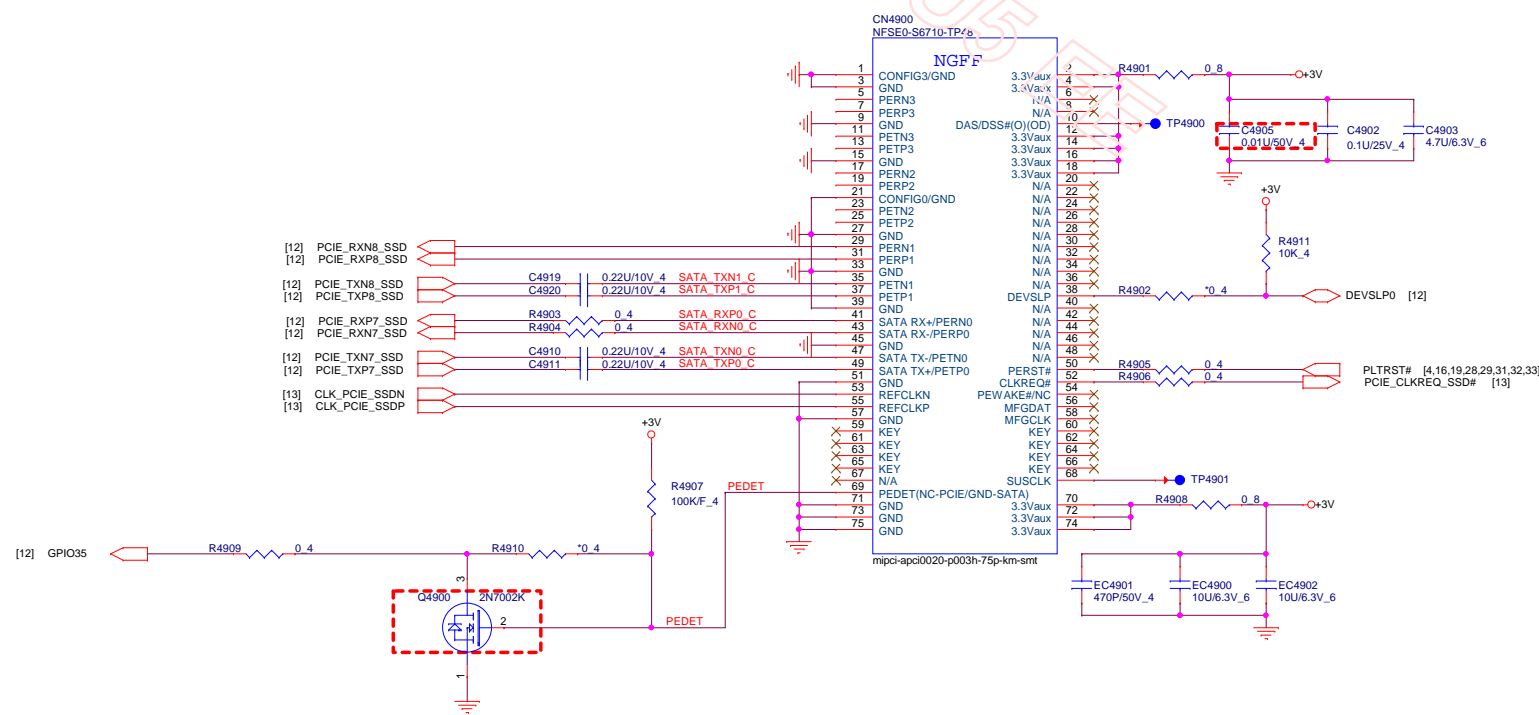 CN4900
NFSE0-S6710-TP48
NGFF
1 CONFIG3/GND
3 GND
5 PERN3
7 PERP3
9 GND
11 PETN3
13 PETP3
15 GND
17 PERN2
19 PERP2
21 CONFIG0/GND
23 PETN2
25 PETP2
27 GND
29 PERN1
31 PERP1
33 GND
35 PETN1
37 PETP1
39 GND
41 SATA RX+/PERN0
43 SATA RX-/PERP0
45 GND
47 SATA TX-/PETN0
49 SATA TX+/PETP0
51 GND
53 REFCLKN
55 REFCLKP
57 GND
59 KEY
61 KEY
63 KEY
65 KEY
67 N/A
69 PEDET(NC-PCIE/GND-SATA)
71 GND
73 GND
75 GND
3.3Vaux 2
3.3Vaux 4
N/A 6
N/A 8
DAS/DSS#(O)(OD) 10
3.3Vaux 12
3.3Vaux 14
3.3Vaux 16
3.3Vaux 18
N/A 20
N/A 22
N/A 24
N/A 26
N/A 28
N/A 30
N/A 32
N/A 34
N/A 36
DEVSLP 38
N/A 40
N/A 42
N/A 44
N/A 46
N/A 48
PERST# 50
CLKREQ# 52
PEWAKE#/NC 54
MFGDAT 56
MFGCLK 58
KEY 60
KEY 62
KEY 64
KEY 66
SUSCLK 68
3.3Vaux 70
3.3Vaux 72
3.3Vaux 74
mipci-apci0020-p003h-75p-km-smt
[12] PCIE_RXN8_SSD
[12] PCIE_RXP8_SSD
[12] PCIE_TXN8_SSD C4919 0.22U/10V_4 SATA_TXN1_C
[12] PCIE_TXP8_SSD C4920 0.22U/10V_4 SATA_TXP1_C
[12] PCIE_RXP7_SSD R4903 0_4 SATA_RXP0_C
[12] PCIE_RXN7_SSD R4904 0_4 SATA_RXN0_C
[12] PCIE_TXN7_SSD C4910 0.22U/10V_4 SATA_TXN0_C
[12] PCIE_TXP7_SSD C4911 0.22U/10V_4 SATA_TXP0_C
[13] CLK_PCIE_SSDN
[13] CLK_PCIE_SSDP
+3V
R4907
100K/F_4
PEDET
[12] GPIO35 R4909 0_4 R4910 *0_4
3
Q4900 2N7002K
2
PEDET
1
R4901 0_8 +3V
TP4900
C4905
0.01U/50V_4
C4902
0.1U/25V_4
C4903
4.7U/6.3V_6
+3V
R4911
10K_4
R4902 *0_4 DEVSLP0 [12]
R4905 0_4 PLTRST# [4,16,19,28,29,31,32,33]
R4906 0_4 PCIE_CLKREQ_SSD# [13]
TP4901
R4908 0_8 +3V
EC4901
470P/50V_4
EC4900
10U/6.3V_6
EC4902
10U/6.3V_6